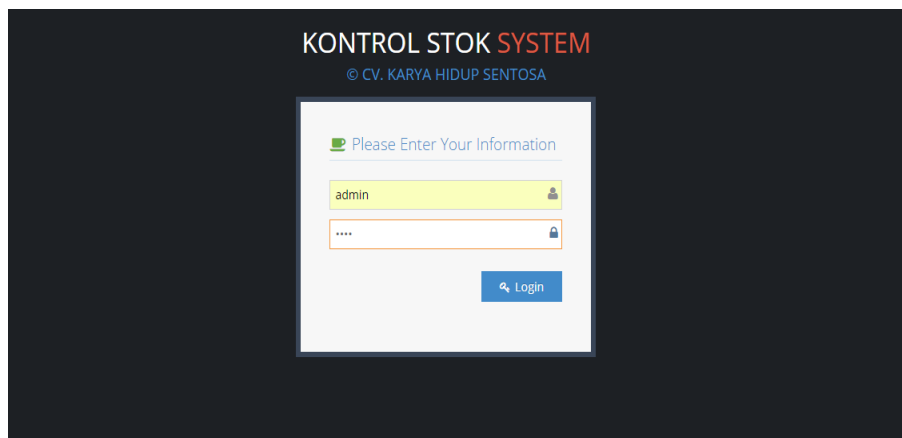 KONTROL STOK SYSTEM
© CV. KARYA HIDUP SENTOSA
Please Enter Your Information
admin
••••
Login